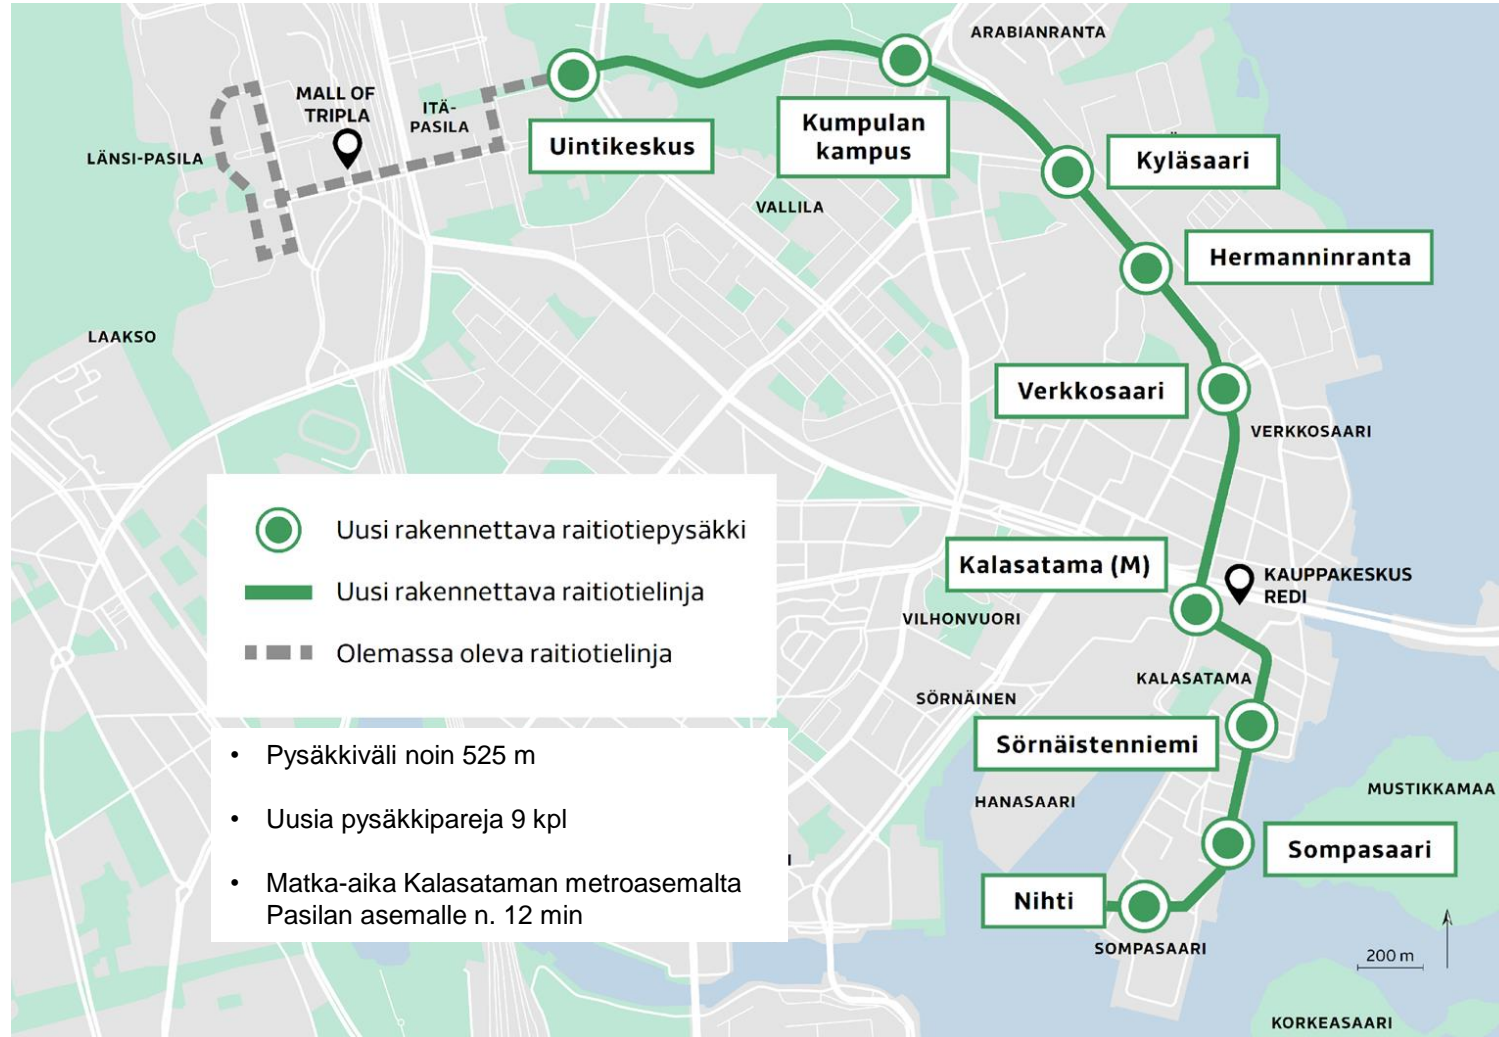 ARABIANRANTA
MALL OF
TRIPLA
ITÄ-
PASILA
LÄNSI-PASILA
Uintikeskus
Kumpulan
kampus
Kyläsaari
VALLILA
Hermanninranta
LAAKSO
Verkkosaari
VERKKOSAARI
Uusi rakennettava raitiotiepysäkki
Uusi rakennettava raitiotielinja
Olemassa oleva raitiotielinja
Kalasatama (M)
KAUPPAKESKUS
REDI
VILHONVUORI
KALASATAMA
SÖRNÄINEN
Sörnäistenniemi
HANASAARI
MUSTIKKAMAA
• Pysäkkiväli noin 525 m
• Uusia pysäkkipareja 9 kpl
• Matka-aika Kalasataman metroasemalta
Pasilan asemalle n. 12 min
Sompasaari
Nihti
SOMPASAARI
200 m
KORKEASAARI